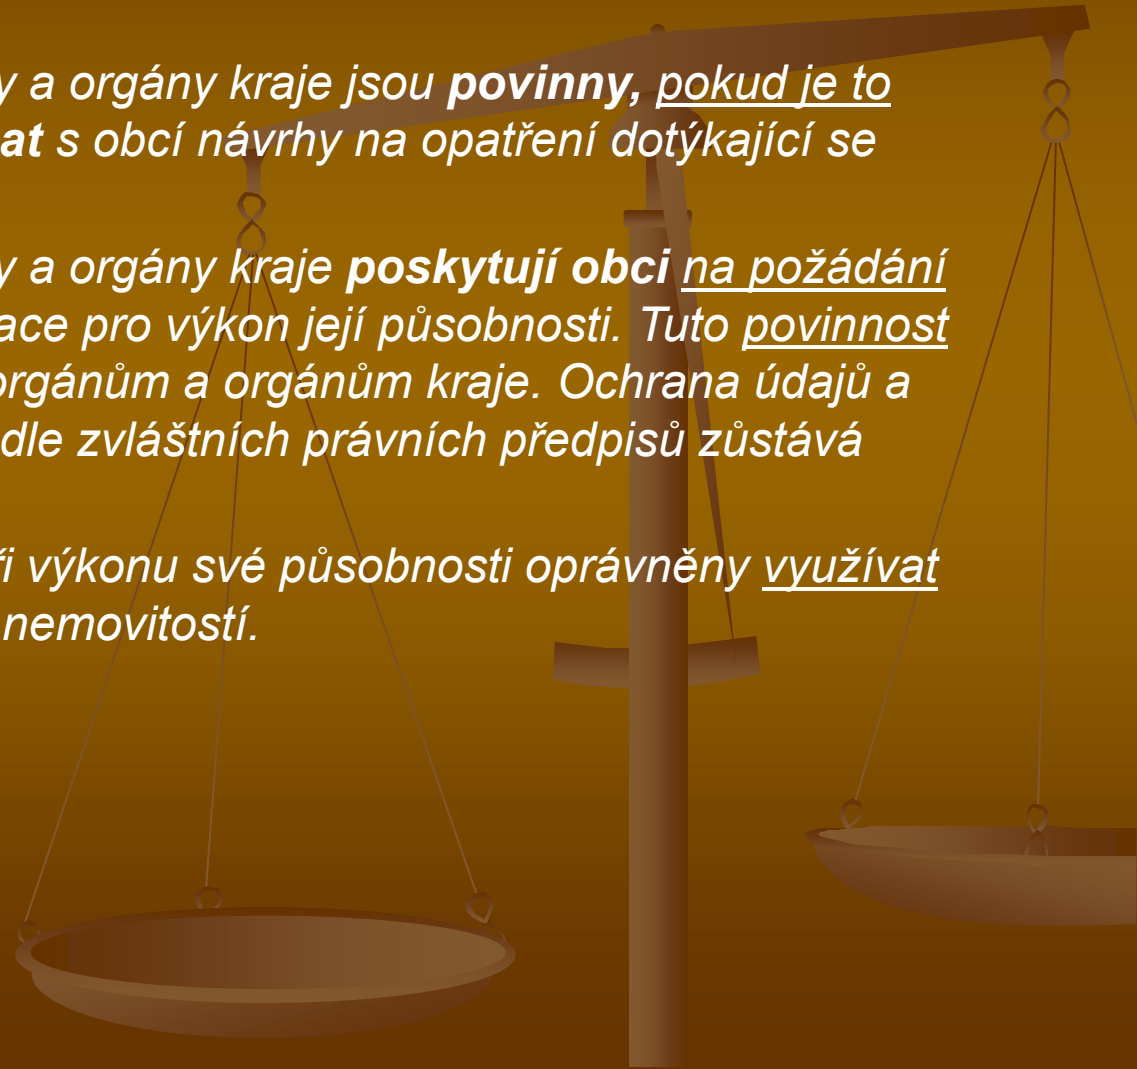 y a orgány kraje jsou povinny, pokud je to
at s obcí návrhy na opatření dotýkající se
y a orgány kraje poskytují obci na požádání
ace pro výkon její působnosti. Tuto povinnost
orgánům a orgánům kraje. Ochrana údajů a
dle zvláštních právních předpisů zůstává
ři výkonu své působnosti oprávněny využívat
nemovitostí.